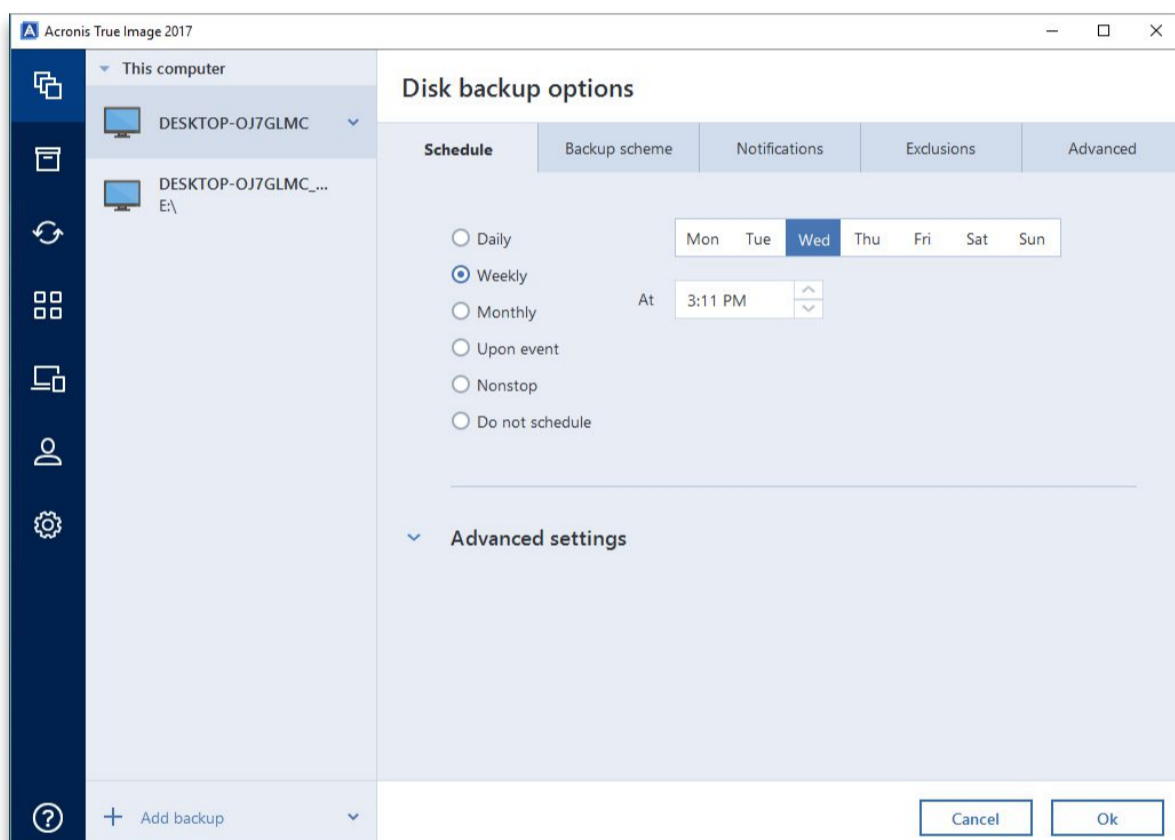 Acronis True Image 2017
This computer
DESKTOP-OJ7GLMC
DESKTOP-OJ7GLMC_...
E:\
Add backup
Disk backup options
Schedule Backup scheme Notifications Exclusions Advanced
Daily
Weekly
Monthly
Upon event
Nonstop
Do not schedule
Mon Tue Wed Thu Fri Sat Sun
At 3:11 PM
Advanced settings
Cancel Ok